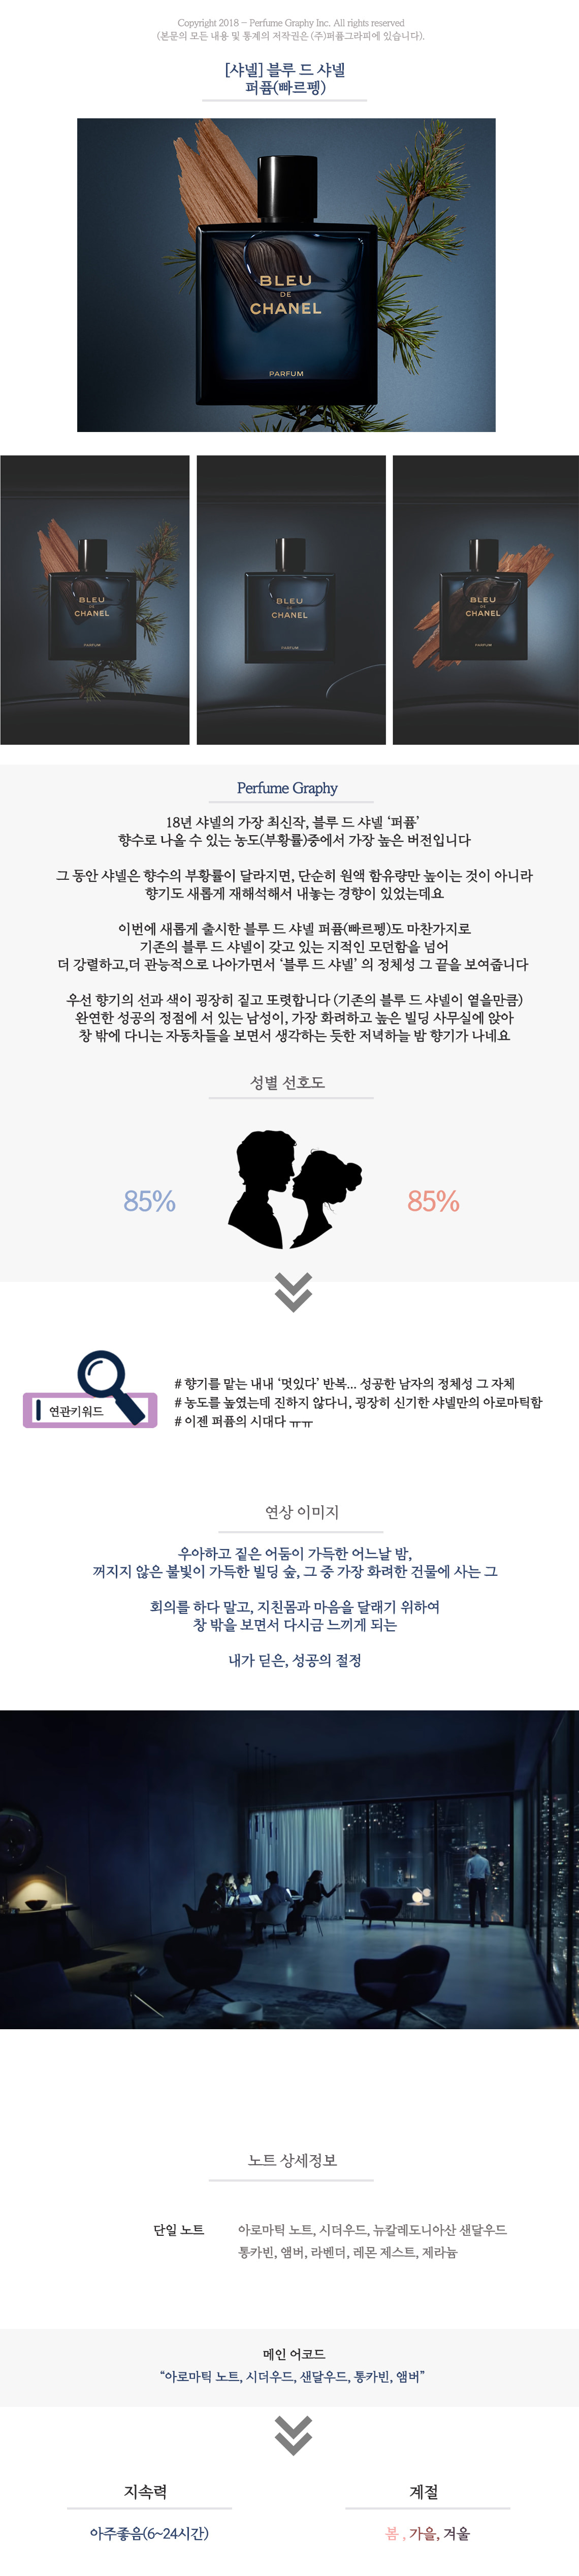 Copyright 2018 - Perfume Graphy Inc. All rights reserved
(본문의 모든 내용 및 통계의 저작권은 (주)퍼퓸그라피에 있습니다).
[샤넬] 블루 드 샤넬
퍼퓸(빠르펭)
BLEU
DE
CHANEL
PARFUM
BLEU
DE
CHANEL
PARFUM
BLEU
DE
CHANEL
PARFUM
BLEU
DE
CHANEL
PARFUM
Perfume Graphy
18년 샤넬의 가장 최신작, 블루 드 샤넬 ‘퍼퓸’
향수로 나올 수 있는 농도(부황률)중에서 가장 높은 버전입니다
그 동안 샤넬은 향수의 부황률이 달라지면, 단순히 원액 함유량만 높이는 것이 아니라
향기도 새롭게 재해석해서 내놓는 경향이 있었는데요
이번에 새롭게 출시한 블루 드 샤넬 퍼퓸(빠르펭)도 마찬가지로
기존의 블루 드 샤넬이 갖고 있는 지적인 모던함을 넘어
더 강렬하고,더 관능적으로 나아가면서 ‘블루 드 샤넬’ 의 정체성 그 끝을 보여줍니다
우선 향기의 선과 색이 굉장히 짙고 또렷합니다 (기존의 블루 드 샤넬이 옅을만큼)
완연한 성공의 정점에 서 있는 남성이, 가장 화려하고 높은 빌딩 사무실에 앉아
창 밖에 다니는 자동차들을 보면서 생각하는 듯한 저녁하늘 밤 향기가 나네요
성별 선호도
85%
85%
연관키워드
# 향기를 맡는 내내 ‘멋있다’ 반복... 성공한 남자의 정체성 그 자체
# 농도를 높였는데 진하지 않다니, 굉장히 신기한 샤넬만의 아로마틱함
# 이젠 퍼퓸의 시대다 ㅠㅠ
연상 이미지
우아하고 짙은 어둠이 가득한 어느날 밤,
꺼지지 않은 불빛이 가득한 빌딩 숲, 그 중 가장 화려한 건물에 사는 그
회의를 하다 말고, 지친몸과 마음을 달래기 위하여
창 밖을 보면서 다시금 느끼게 되는
내가 딛은, 성공의 절정
노트 상세정보
단일 노트
아로마틱 노트, 시더우드, 뉴칼레도니아산 샌달우드
통카빈, 앰버, 라벤더, 레몬 제스트, 제라늄
메인 어코드
“아로마틱 노트, 시더우드, 샌달우드, 통카빈, 앰버”
지속력
계절
아주좋음(6~24시간)
봄 , 가을, 겨울